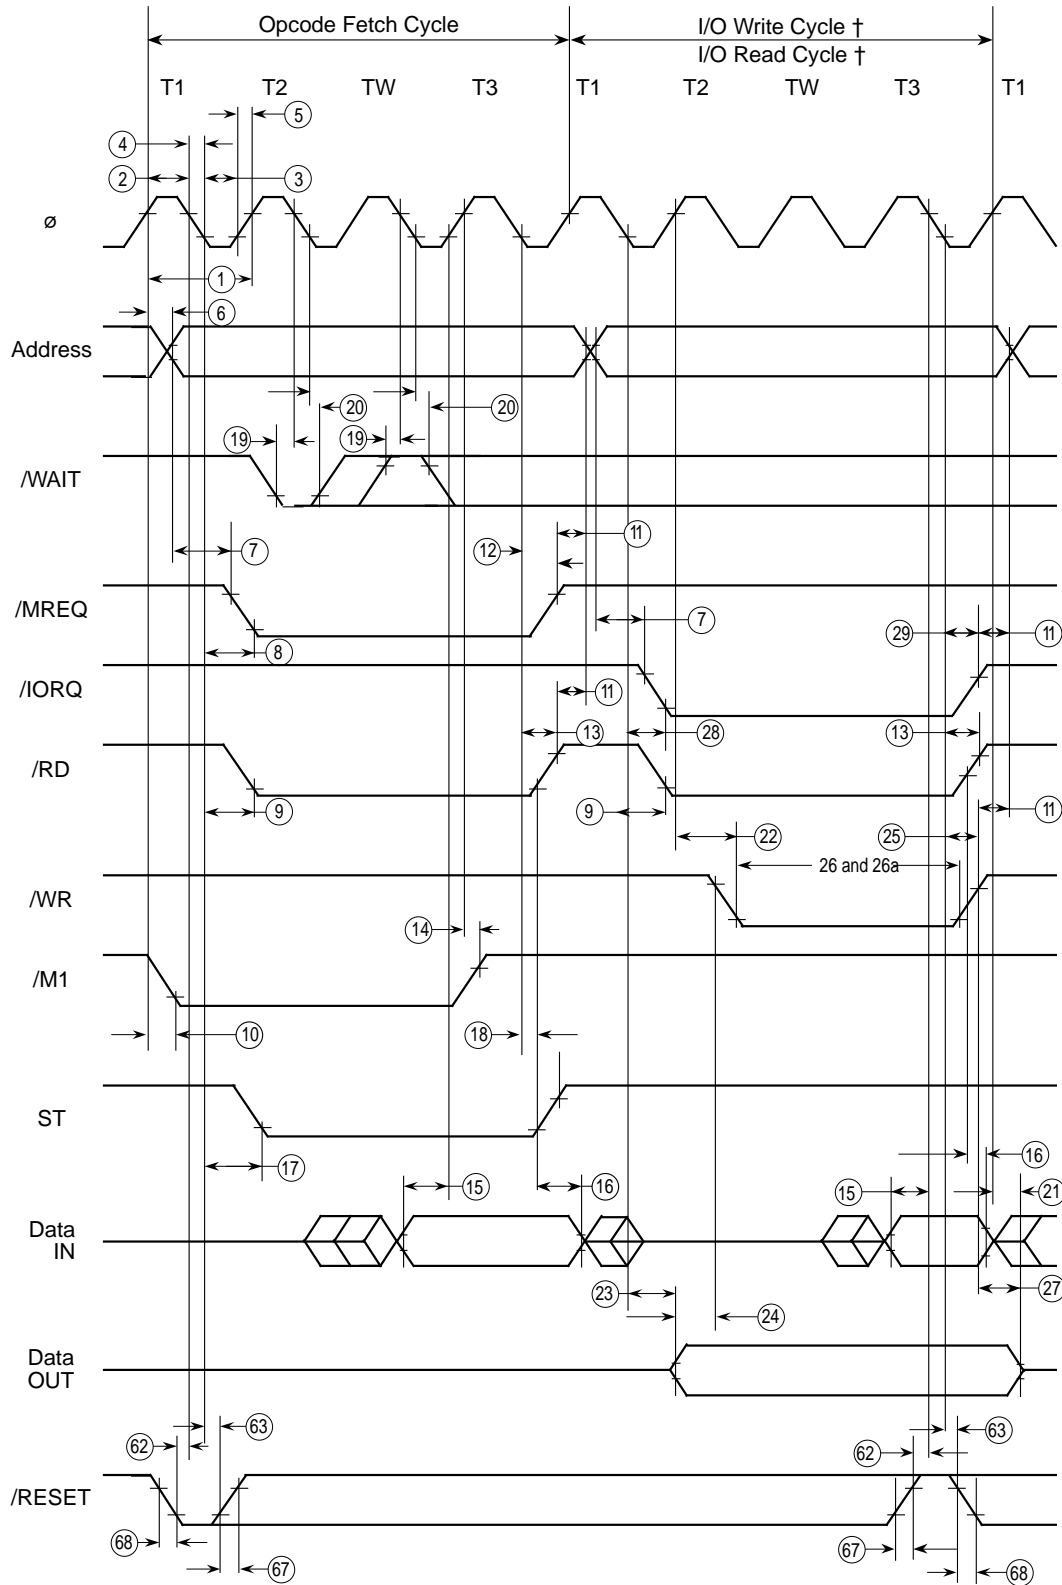 Opcode Fetch Cycle
I/O Write Cycle †
I/O Read Cycle †
T1 T2 TW T3 T1 T2 TW T3 T1
5
4
2 3
ø
1
6
Address
20 20
19 19
/WAIT
11
7 12
/MREQ
7 29 11
8
/IORQ
11
13 28 13
/RD
9 9 11
22 25
26 and 26a
/WR
14
/M1
10 18
ST
16
17
15 16 15 21
Data
IN
23 27
24
Data
OUT
63 63
62 62
/RESET
68 67
67 68